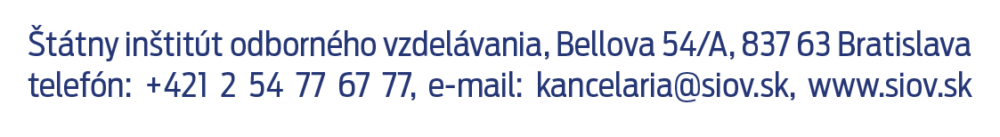 Štátny inštitút odborného vzdelávania, Bellova 54/A, 837 63 Bratislava
telefón: +421 2 54 77 67 77, e-mail: kancelaria@siov.sk, www.siov.sk